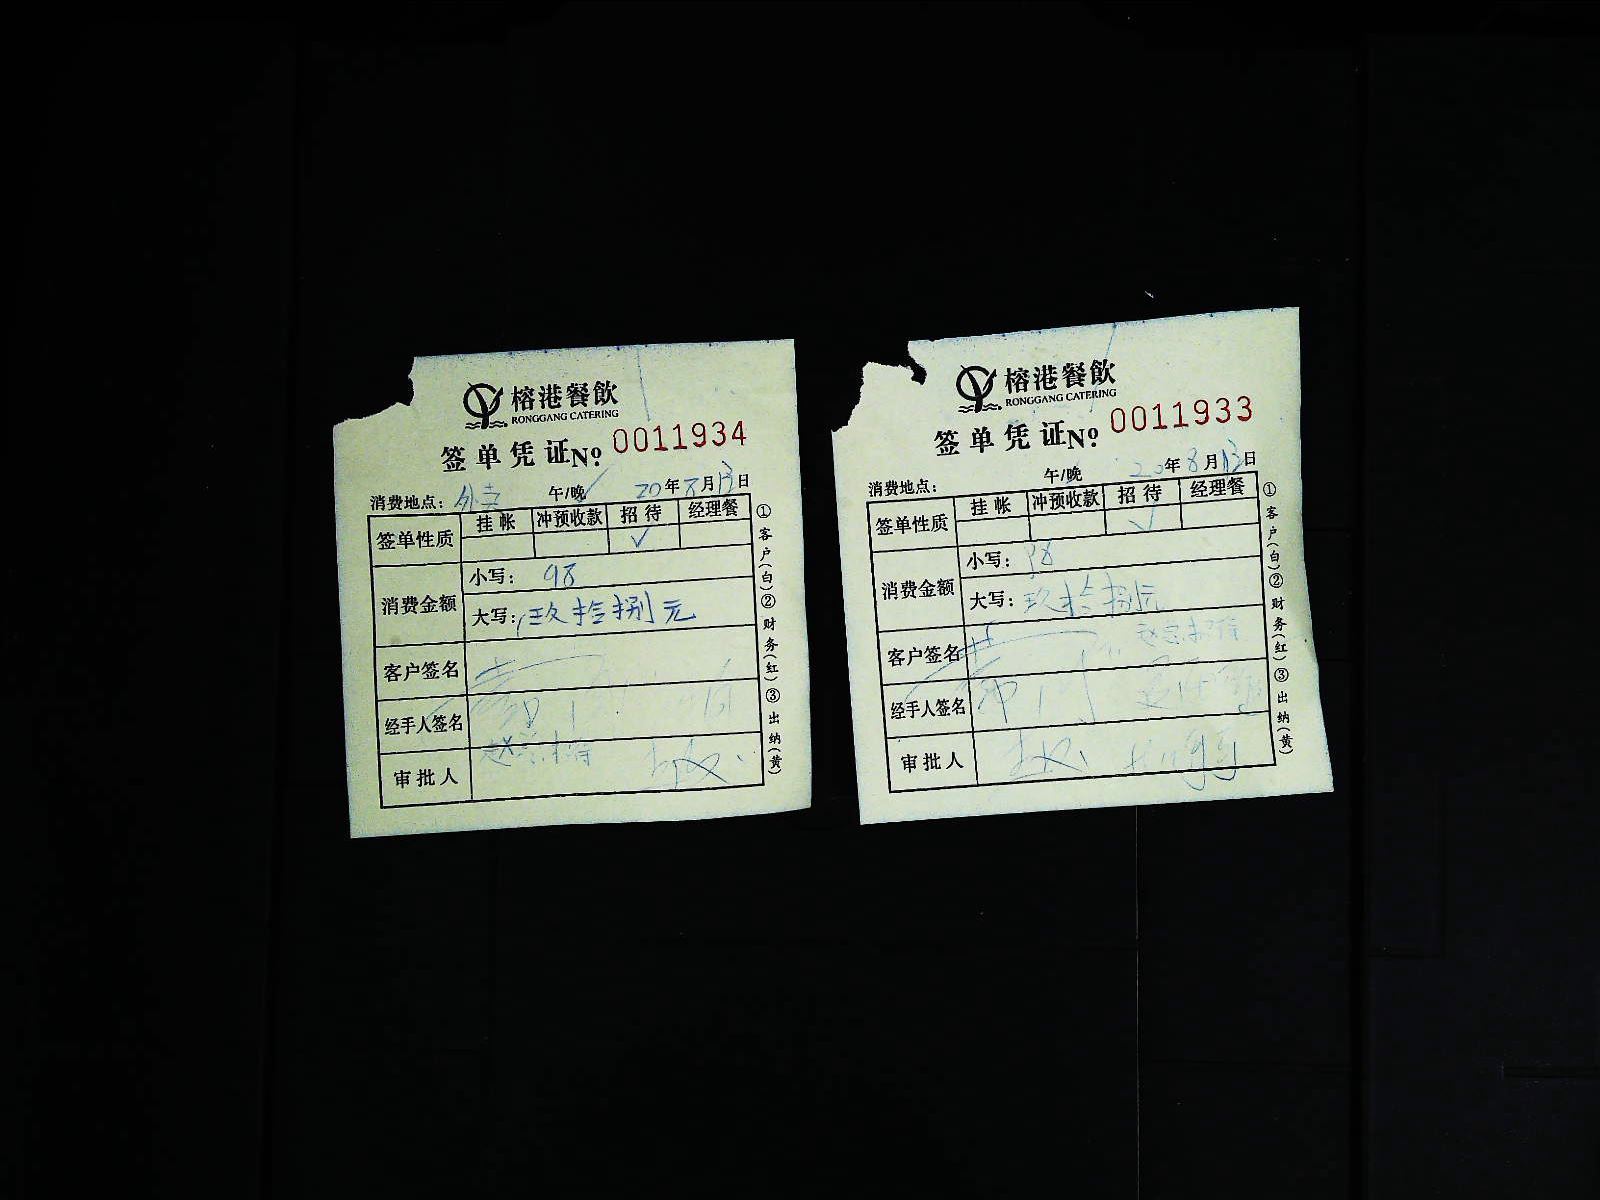 榕港餐飲
RONGGANG CATERING
签单凭证No. 0011934
消费地点：外卖 午/晚 20年8月13日
签单性质 挂帐 冲预收款 招待 经理餐
✓
消费金额 小写：98
大写：玖拾捌元
客户签名
经手人签名
审批人
①客户(白)②财务(红)③出纳(黄)
榕港餐飲
RONGGANG CATERING
签单凭证No. 0011933
消费地点： 午/晚 20年8月13日
签单性质 挂帐 冲预收款 招待 经理餐
✓
消费金额 小写：98
大写：玖拾捌元
客户签名
经手人签名
审批人
①客户(白)②财务(红)③出纳(黄)